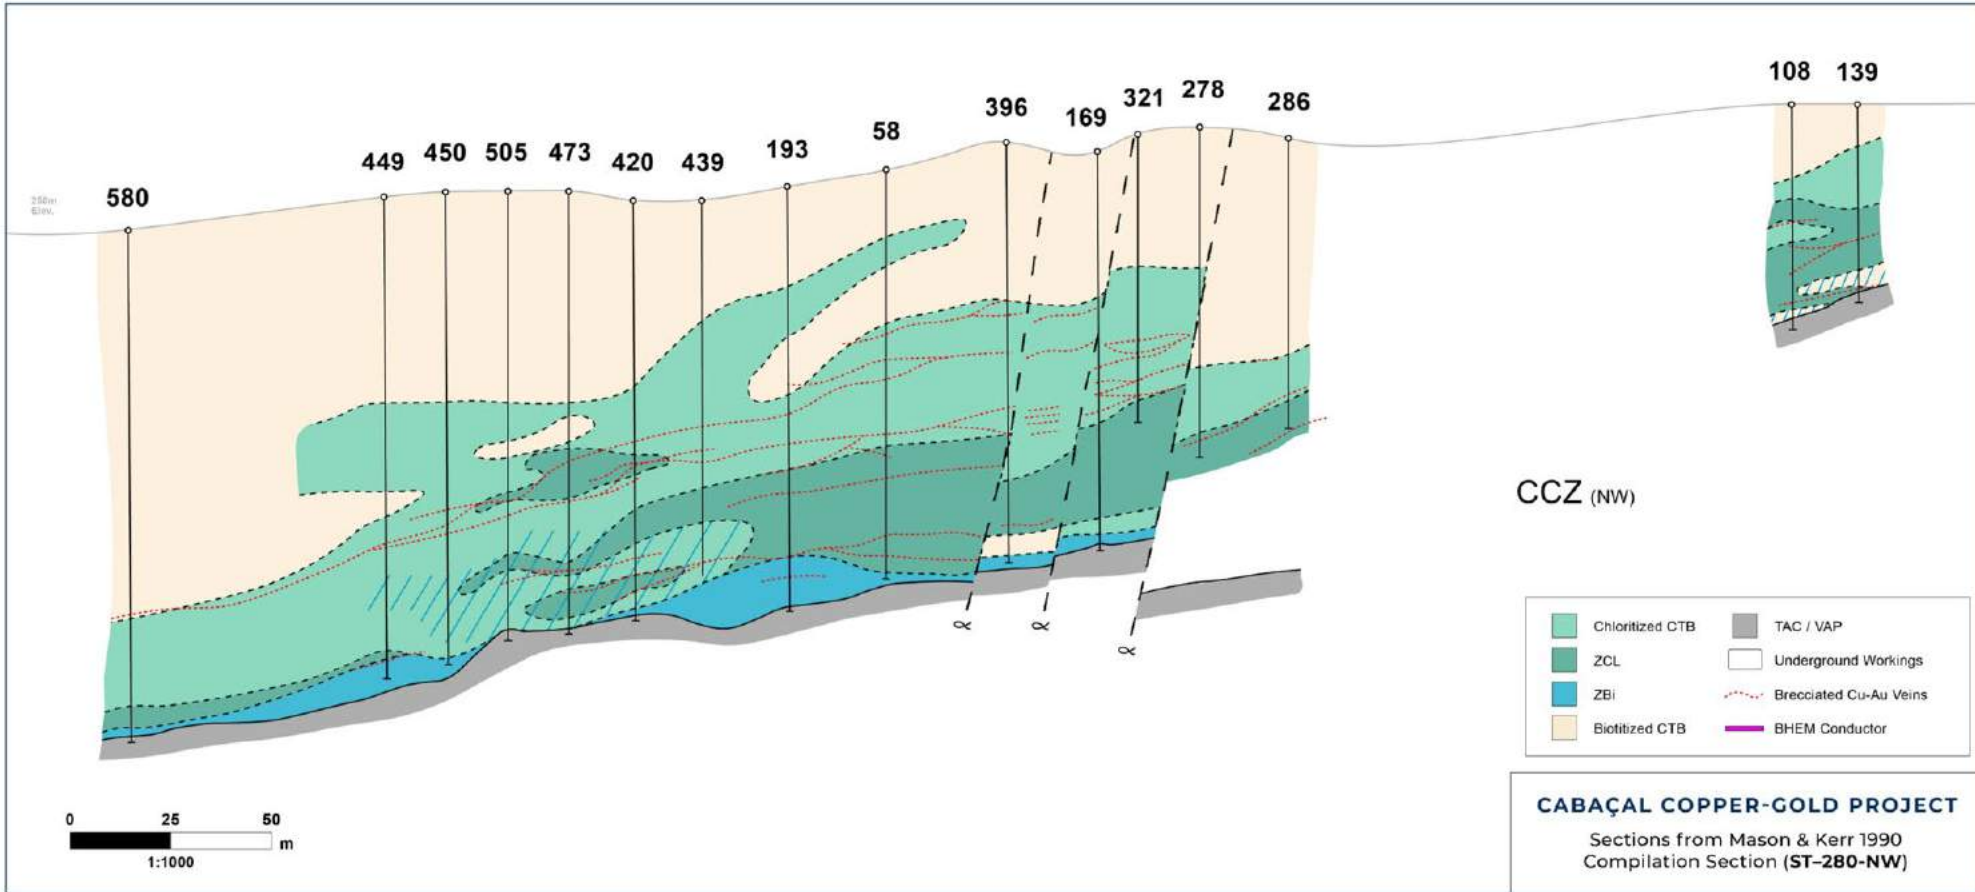 108 139
321 278
396 169 286
58
449 450 505 473 420 439 193
580
CCZ (NW)
Chloritized CTB
TAC / VAP
ZCL
Underground Workings
ZBi
Brecciated Cu-Au Veins
Biotitized CTB
BHEM Conductor
0 25 50
m
1:1000
CABAÇAL COPPER-GOLD PROJECT
Sections from Mason & Kerr 1990
Compilation Section (ST–280-NW)